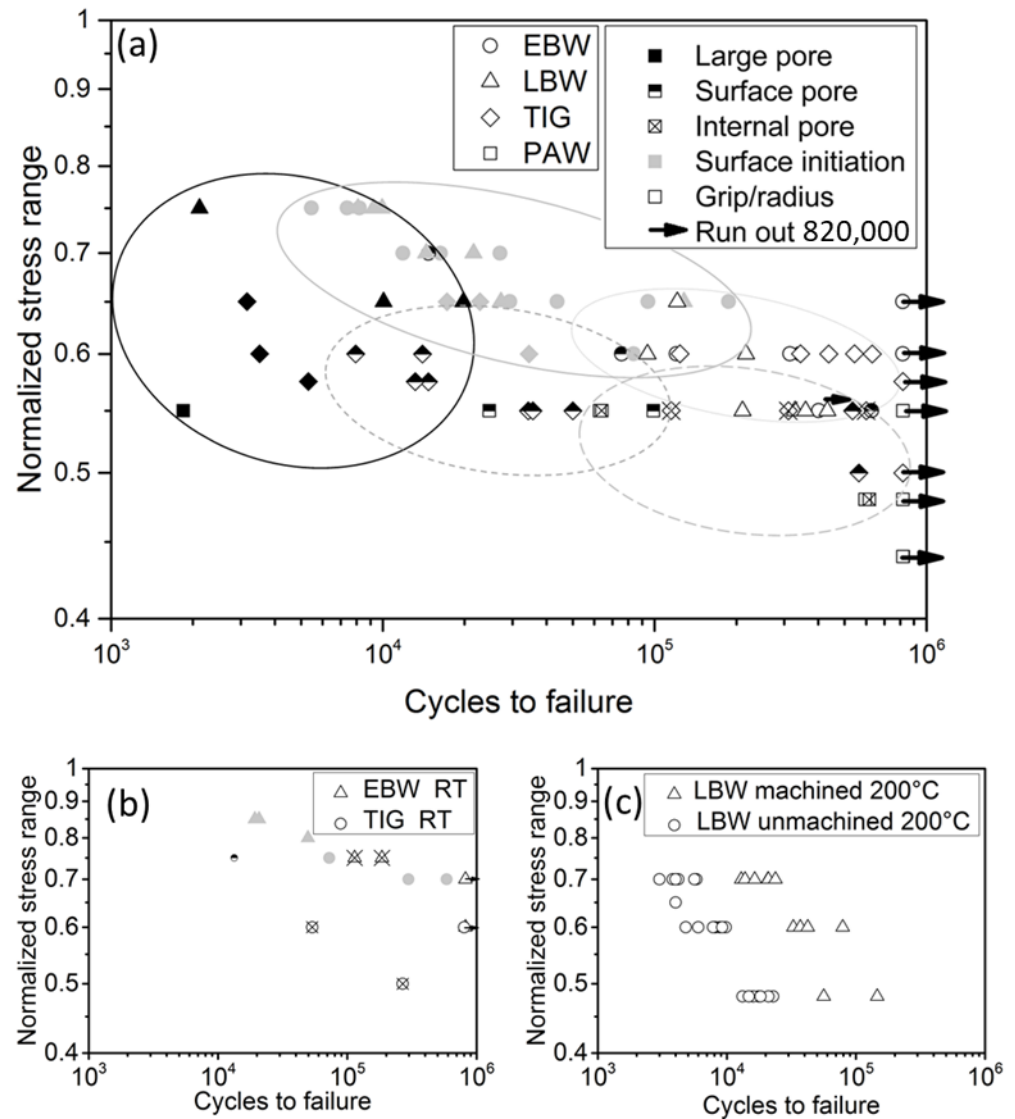 (a)
EBW
LBW
TIG
PAW
Large pore
Surface pore
Internal pore
Surface initiation
Grip/radius
Run out 820,000
1
0.9
0.8
0.7
0.6
0.5
0.4
Normalized stress range
10³
10⁴
10⁵
10⁶
Cycles to failure
(b)
EBW RT
TIG RT
1
0.9
0.8
0.7
0.6
0.5
0.4
Normalized stress range
10³
10⁴
10⁵
10⁶
Cycles to failure
(c)
LBW machined 200°C
LBW unmachined 200°C
1
0.9
0.8
0.7
0.6
0.5
0.4
Normalized stress range
10³
10⁴
10⁵
10⁶
Cycles to failure